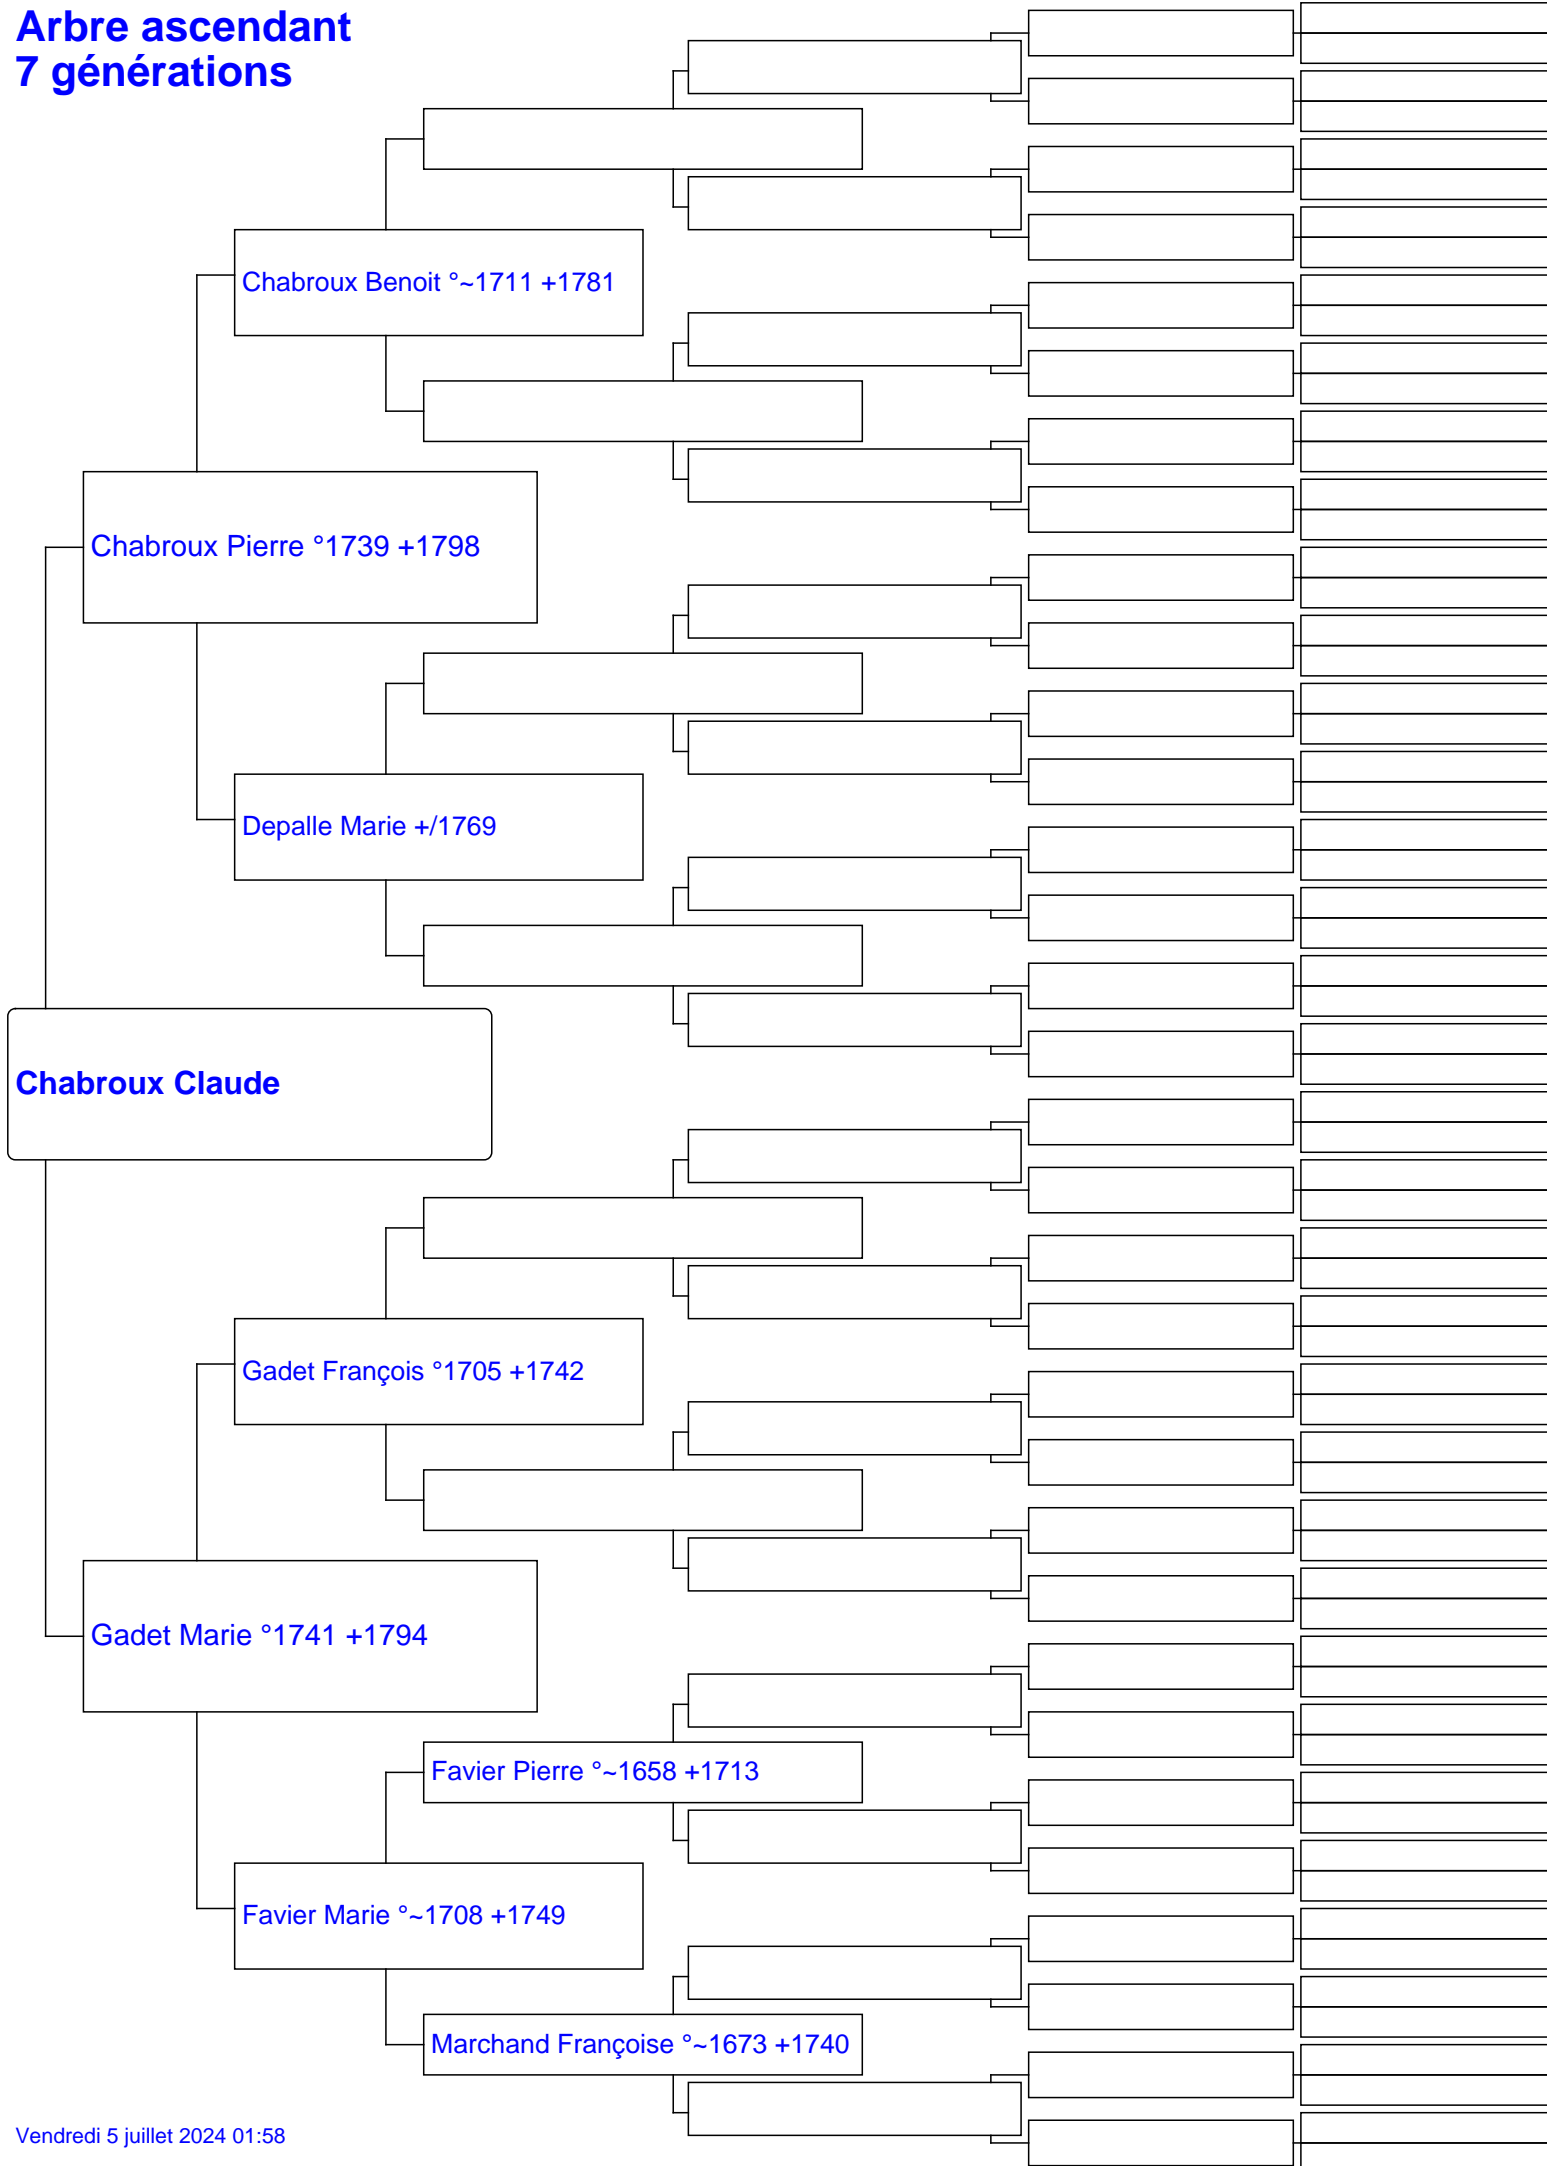 Arbre ascendant
7 générations
Chabroux Benoit °~1711 +1781
Chabroux Pierre °1739 +1798
Depalle Marie +/1769
Chabroux Claude
Gadet François °1705 +1742
Gadet Marie °1741 +1794
Favier Pierre °~1658 +1713
Favier Marie °~1708 +1749
Marchand Françoise °~1673 +1740
Vendredi 5 juillet 2024 01:58